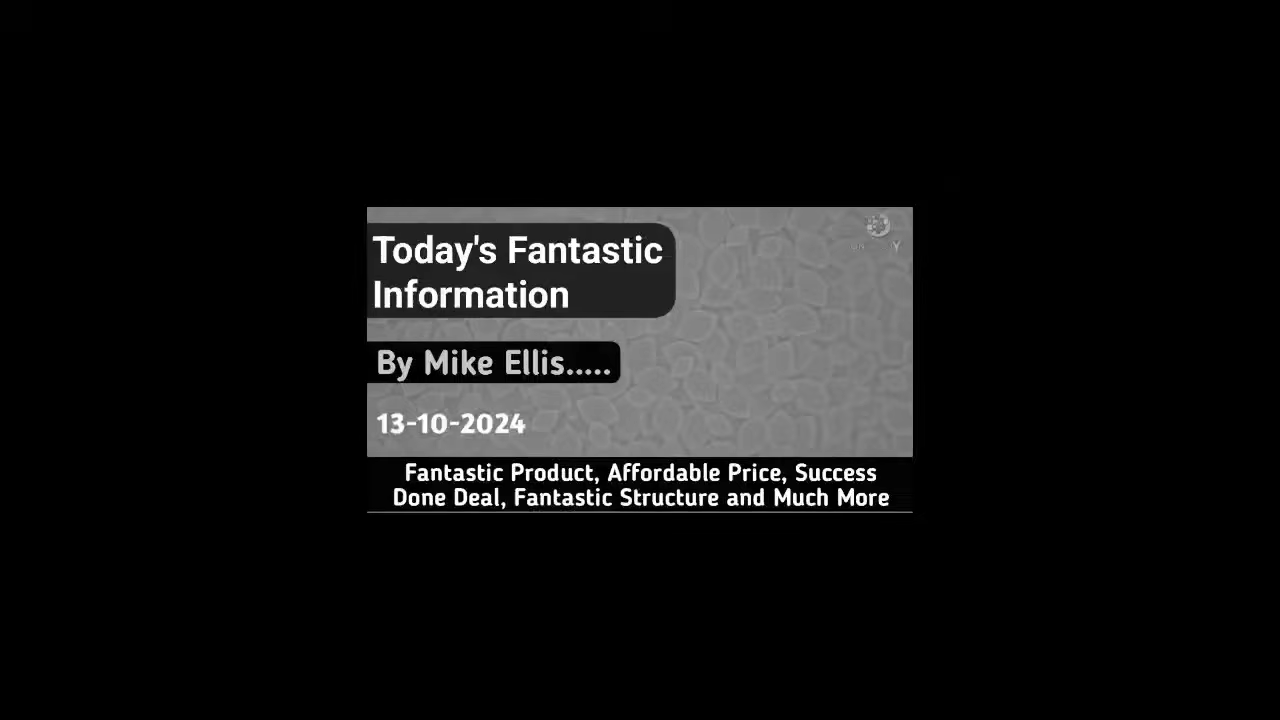 Today's Fantastic
Information
By Mike Ellis.....
13-10-2024
Fantastic Product, Affordable Price, Success
Done Deal, Fantastic Structure and Much More